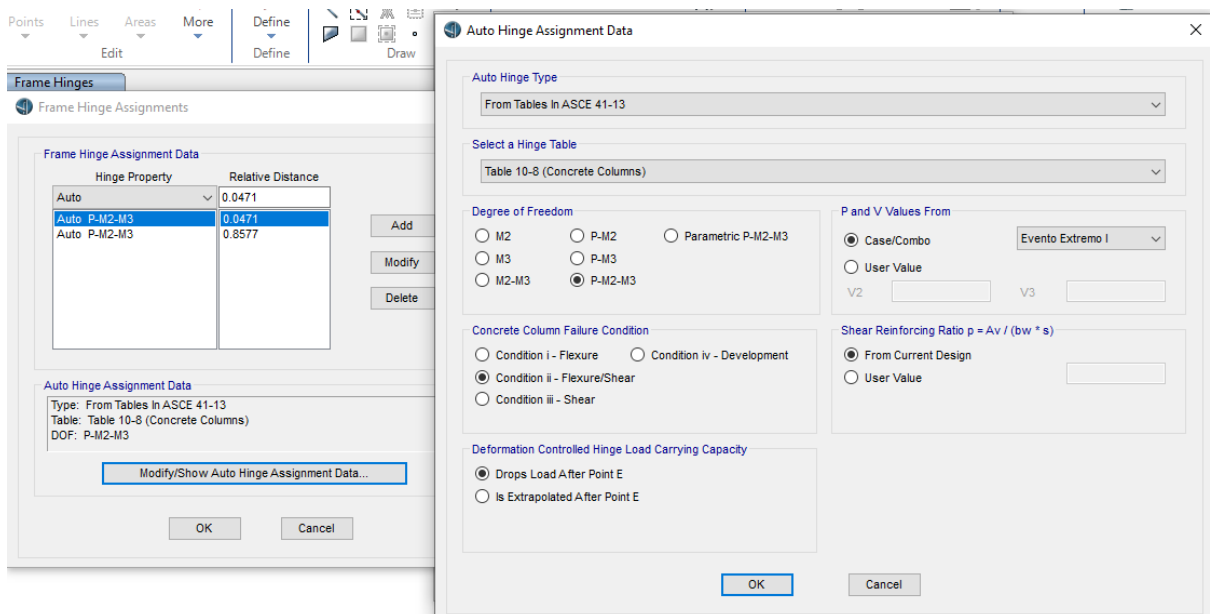 Points Lines Areas More Define
Edit Define Draw
Frame Hinges
Frame Hinge Assignments
Frame Hinge Assignment Data
Hinge Property Relative Distance
Auto 0.0471
Auto P-M2-M3 0.0471
Auto P-M2-M3 0.8577
Add
Modify
Delete
Auto Hinge Assignment Data
Type: From Tables In ASCE 41-13
Table: Table 10-8 (Concrete Columns)
DOF: P-M2-M3
Modify/Show Auto Hinge Assignment Data...
OK Cancel
Auto Hinge Assignment Data
Auto Hinge Type
From Tables In ASCE 41-13
Select a Hinge Table
Table 10-8 (Concrete Columns)
Degree of Freedom
M2 P-M2 Parametric P-M2-M3
M3 P-M3
M2-M3 P-M2-M3
P and V Values From
Case/Combo Evento Extremo I
User Value
V2 V3
Concrete Column Failure Condition
Condition i - Flexure Condition iv - Development
Condition ii - Flexure/Shear
Condition iii - Shear
Shear Reinforcing Ratio p = Av / (bw * s)
From Current Design
User Value
Deformation Controlled Hinge Load Carrying Capacity
Drops Load After Point E
Is Extrapolated After Point E
OK Cancel